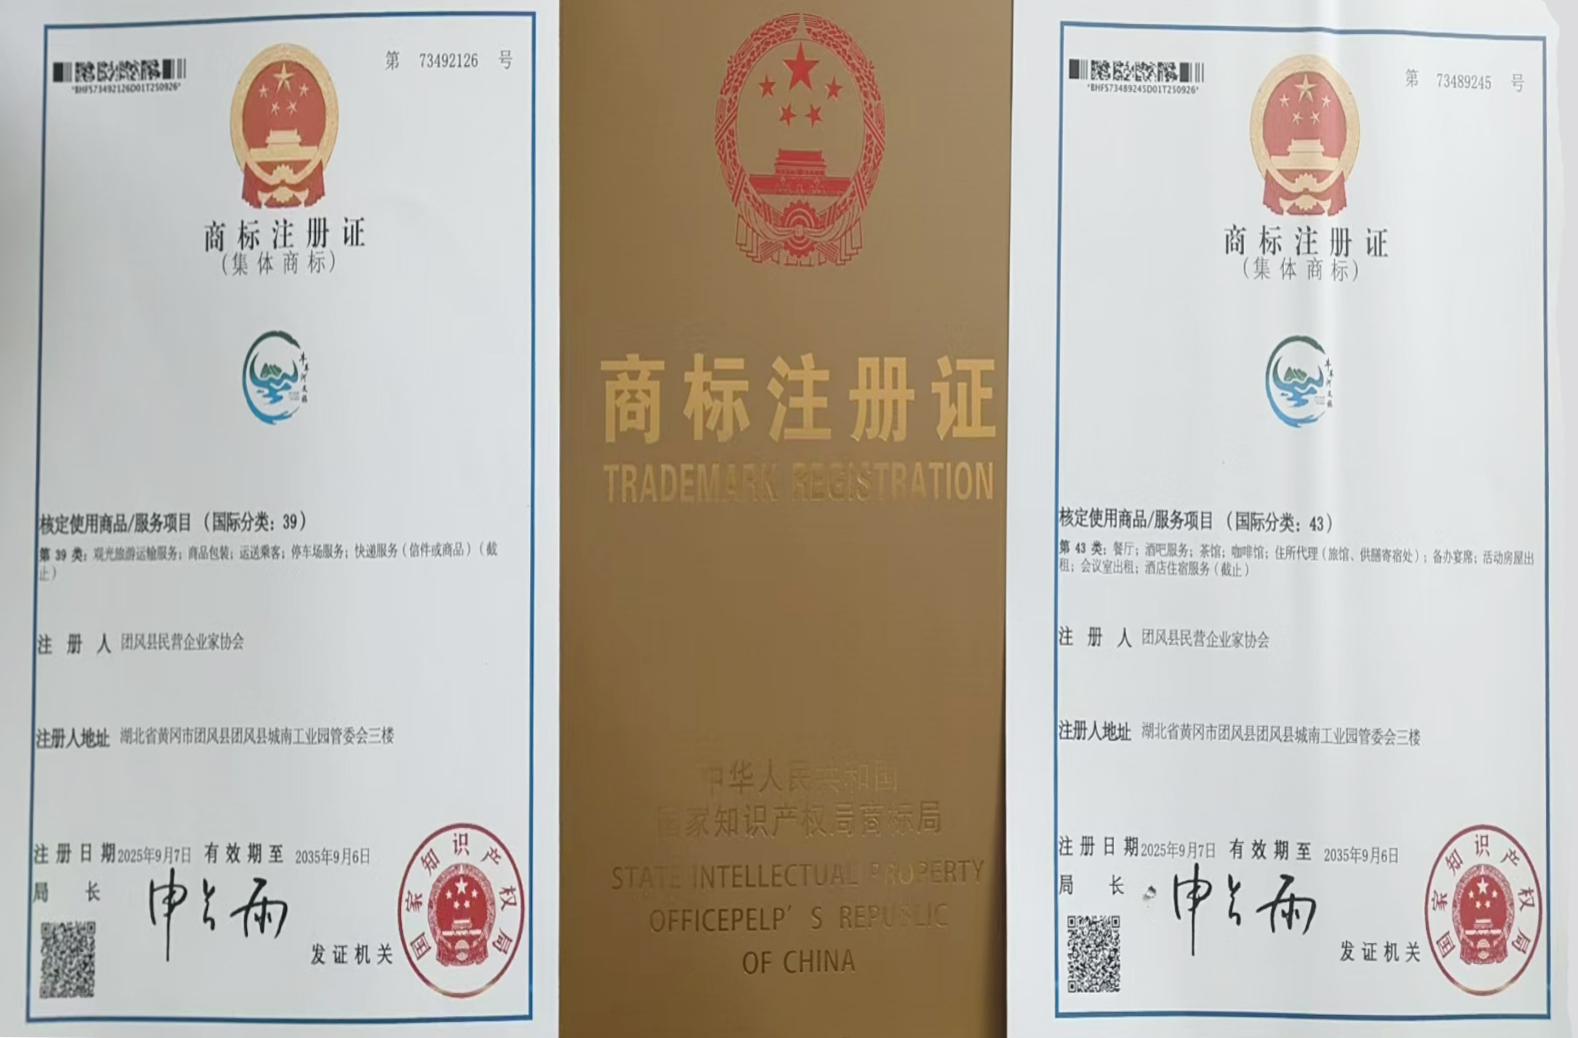 *BHFS73492126D01T250926*
第 73492126 号
商标注册证
(集体商标)
核定使用商品/服务项目（国际分类：39）
第 39 类：观光旅游运输服务；商品包装；运送乘客；停车场服务；快递服务（信件或商品）（截
止）
注册人 团风县民营企业家协会
注册人地址 湖北省黄冈市团风县团风县城南工业园管委会三楼
注册日期 2025年9月7日 有效期至 2035年9月6日
局长
发证机关
国家知识产权局
商标注册证
TRADEMARK REGISTRATION
中华人民共和国
国家知识产权局商标局
STATE INTELLECTUAL PROPERTY
OFFICEPELP' S REPUBLIC
OF CHINA
*BHFS73489245D01T250926*
第 73489245 号
商标注册证
(集体商标)
核定使用商品/服务项目（国际分类：43）
第 43 类：餐厅；酒吧服务；茶馆；咖啡馆；住所代理（旅馆、供膳寄宿处）；备办宴席；活动房屋出
租；会议室出租；酒店住宿服务（截止）
注册人 团风县民营企业家协会
注册人地址 湖北省黄冈市团风县团风县城南工业园管委会三楼
注册日期 2025年9月7日 有效期至 2035年9月6日
局长
发证机关
国家知识产权局